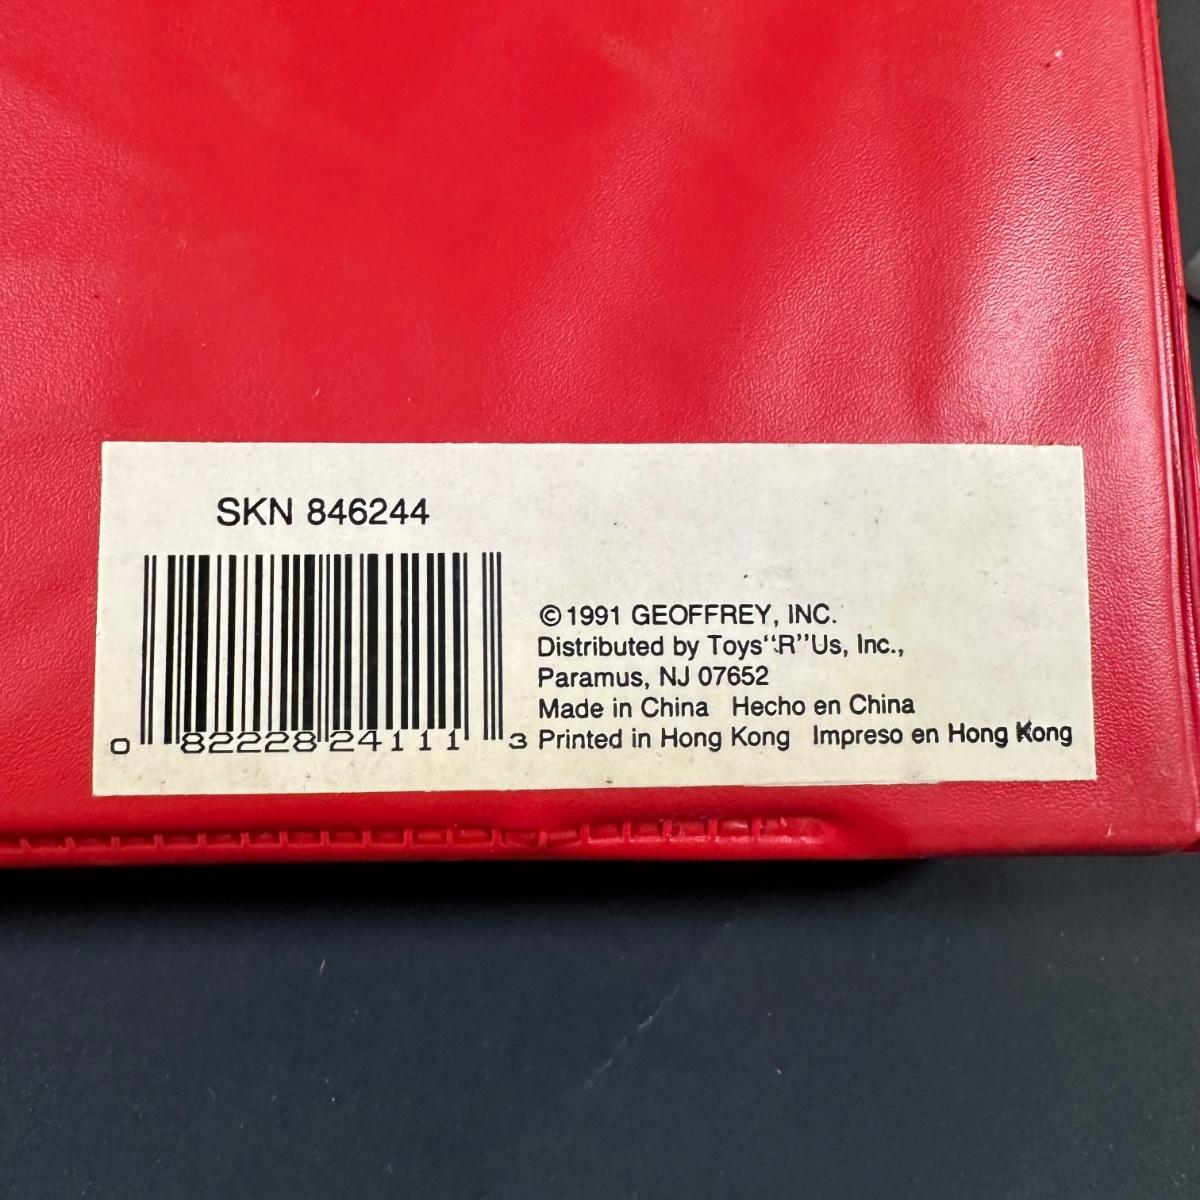 SKN 846244
0 82228 24111 3
© 1991 GEOFFREY, INC.
Distributed by Toys“R”Us, Inc.,
Paramus, NJ 07652
Made in China Hecho en China
Printed in Hong Kong Impreso en Hong Kong